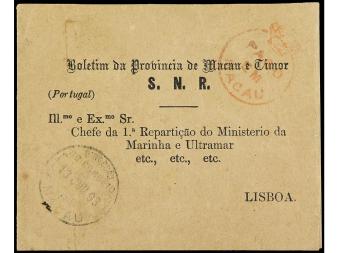 Boletim da Provincia de Macau e Timor
S. N. R.
(Portugal)
Ill.mo e Ex.mo Sr.
Chefe da 1.ª Repartição do Ministerio da
Marinha e Ultramar
etc., etc., etc.
LISBOA.
MACAU